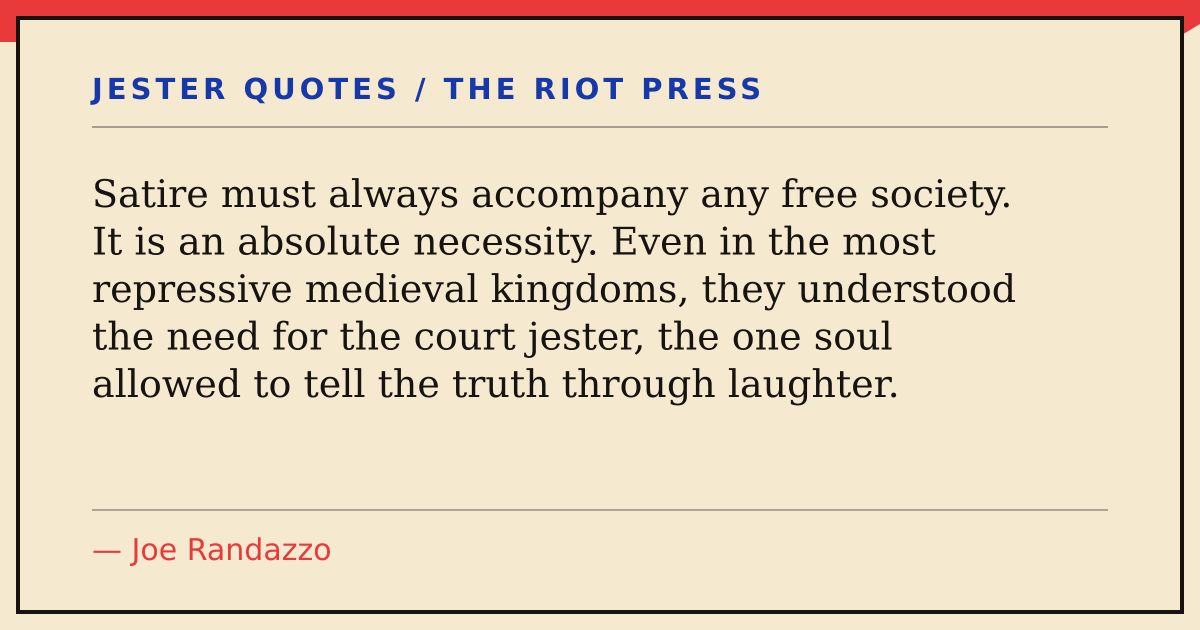 JESTER QUOTES / THE RIOT PRESS
Satire must always accompany any free society.
It is an absolute necessity. Even in the most
repressive medieval kingdoms, they understood
the need for the court jester, the one soul
allowed to tell the truth through laughter.
— Joe Randazzo